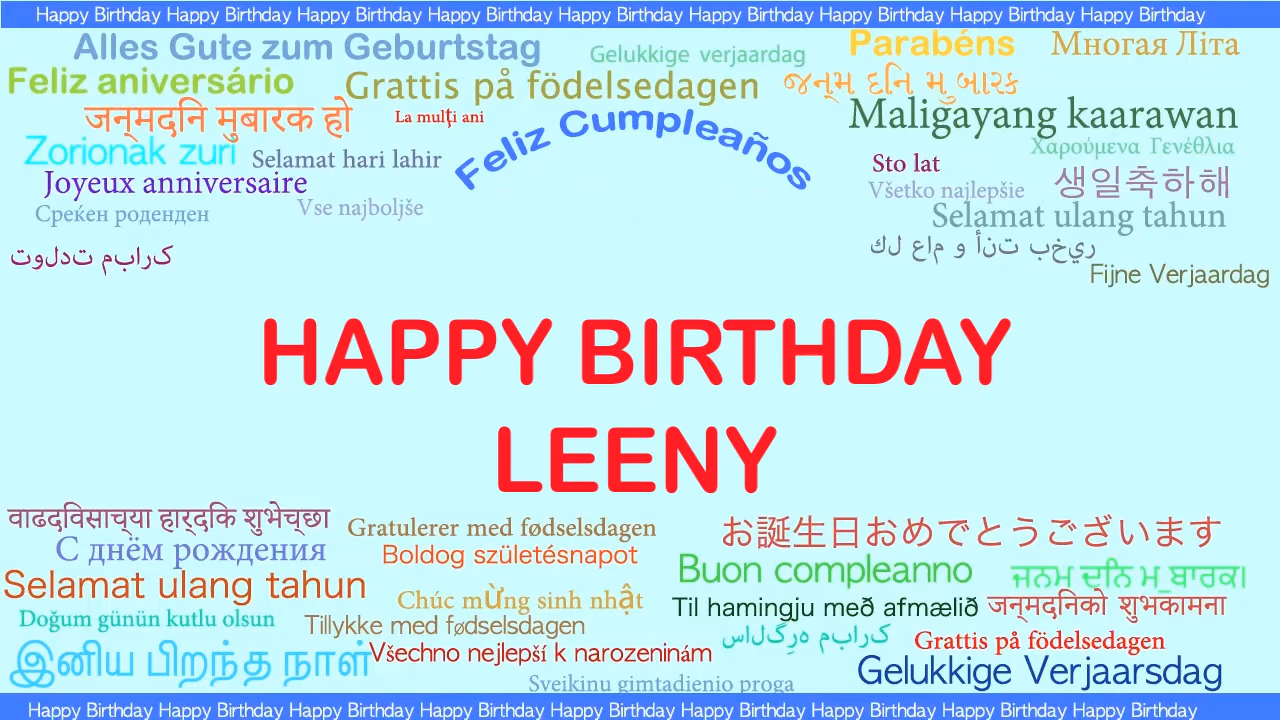 Happy Birthday Happy Birthday Happy Birthday Happy Birthday Happy Birthday Happy Birthday Happy Birthday Happy Birthday Happy Birthday
Alles Gute zum Geburtstag
Gelukkige verjaardag
Parabéns
Многая Літа
Feliz aniversário
Grattis på födelsedagen
જન્મ દિન મુબારક
जन्मदिन मुबारक हो
La mulţi ani
Feliz Cumpleaños
Maligayang kaarawan
Zorionak zuri
Selamat hari lahir
Sto lat
Χαρούμενα Γενέθλια
Joyeux anniversaire
Všetko najlepšie
생일축하해
Среќен роденден
Vse najboljše
Selamat ulang tahun
تولدت مبارک
كل عام و أنت بخير
Fijne Verjaardag
HAPPY BIRTHDAY
LEENY
वाढदिवसाच्या हार्दिक शुभेच्छा
Gratulerer med fødselsdagen
お誕生日おめでとうございます
С днём рождения
Boldog születésnapot
Buon compleanno
ਜਨਮ ਦਿਨ ਮੁਬਾਰਕ।
Selamat ulang tahun
Chúc mừng sinh nhật
Til hamingju með afmælið
जन्मदिनको शुभकामना
Doğum günün kutlu olsun
Tillykke med fødselsdagen
سالگرہ مبارک
Grattis på födelsedagen
இனிய பிறந்த நாள்
Všechno nejlepší k narozeninám
Gelukkige Verjaarsdag
Sveikinu gimtadienio proga
Happy Birthday Happy Birthday Happy Birthday Happy Birthday Happy Birthday Happy Birthday Happy Birthday Happy Birthday Happy Birthday